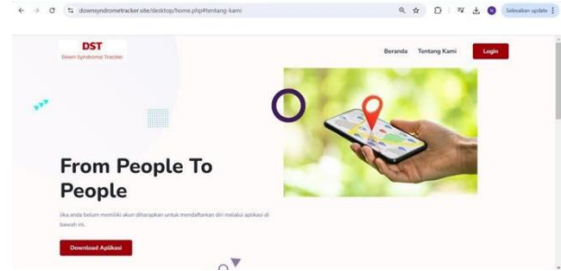 downsyndrometracker.site/desktop/home.php#tentang-kami
Selesaikan update
DST
Down Syndrome Tracker
Beranda Tentang Kami Login
From People To
People
Jika anda belum memiliki akun diharapkan untuk mendaftarkan diri melalui aplikasi di
bawah ini.
Download Aplikasi